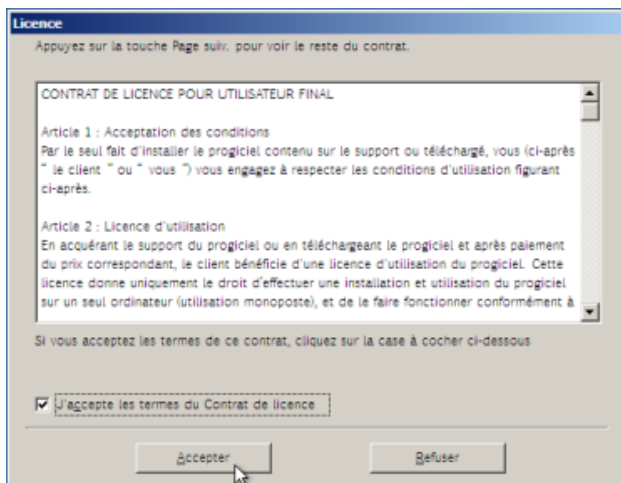 Licence
Appuyez sur la touche Page suiv. pour voir le reste du contrat.
CONTRAT DE LICENCE POUR UTILISATEUR FINAL
Article 1 : Acceptation des conditions
Par le seul fait d'installer le progiciel contenu sur le support ou téléchargé, vous (ci-après
" le client " ou " vous ") vous engagez à respecter les conditions d'utilisation figurant
ci-après.
Article 2 : Licence d'utilisation
En acquérant le support du progiciel ou en téléchargeant le progiciel et après paiement
du prix correspondant, le client bénéficie d'une licence d'utilisation du progiciel. Cette
licence donne uniquement le droit d'effectuer une installation et utilisation du progiciel
sur un seul ordinateur (utilisation monoposte), et de le faire fonctionner conformément à
Si vous acceptez les termes de ce contrat, cliquez sur la case à cocher ci-dessous
J'accepte les termes du Contrat de licence
Accepter
Refuser